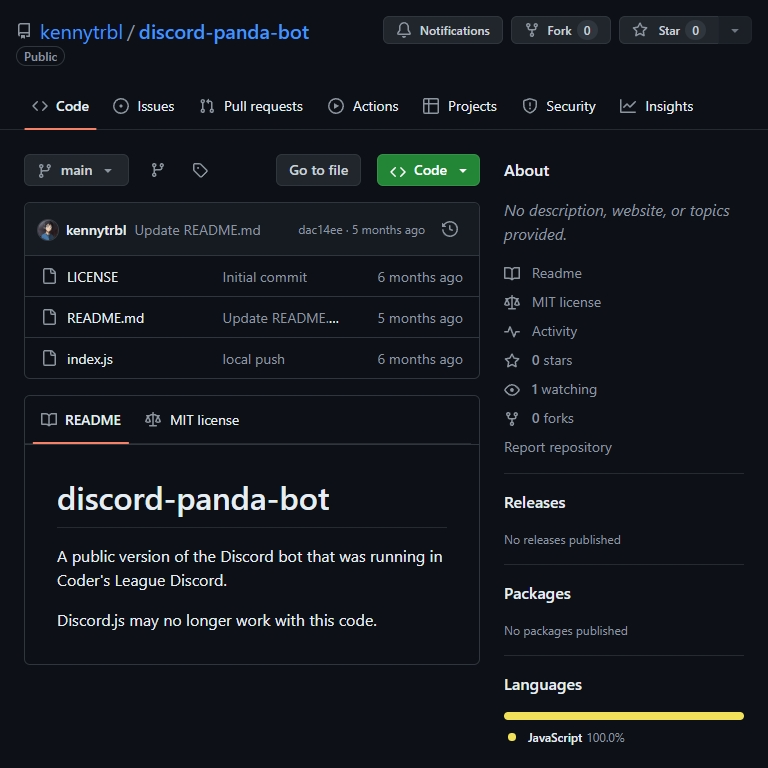 kennytrbl / discord-panda-bot
Public
Notifications
Fork 0
Star 0
Code
Issues
Pull requests
Actions
Projects
Security
Insights
main
Go to file
Code
kennytrbl Update README.md dac14ee · 5 months ago
LICENSE Initial commit 6 months ago
README.md Update README.... 5 months ago
index.js local push 6 months ago
README
MIT license
discord-panda-bot
A public version of the Discord bot that was running in
Coder's League Discord.
Discord.js may no longer work with this code.
About
No description, website, or topics
provided.
Readme
MIT license
Activity
0 stars
1 watching
0 forks
Report repository
Releases
No releases published
Packages
No packages published
Languages
JavaScript 100.0%